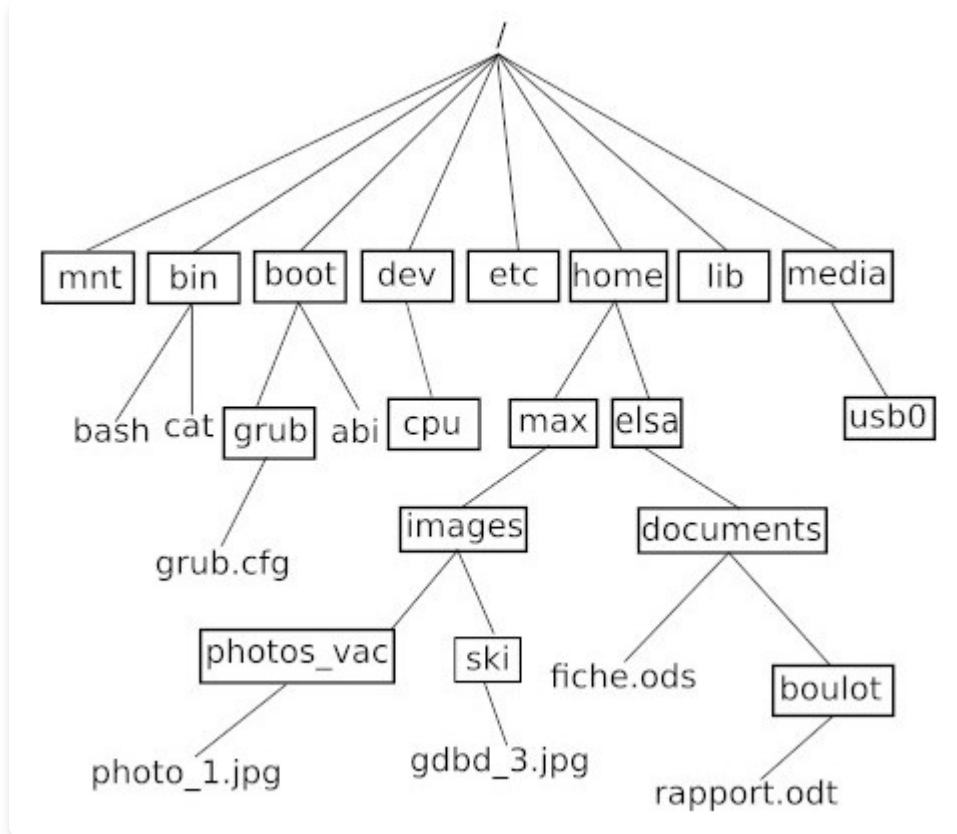 /
mnt bin boot dev etc home lib media
bash cat grub abi cpu max elsa usb0
images documents
grub.cfg
photos_vac ski fiche.ods boulot
photo_1.jpg gdbd_3.jpg rapport.odt